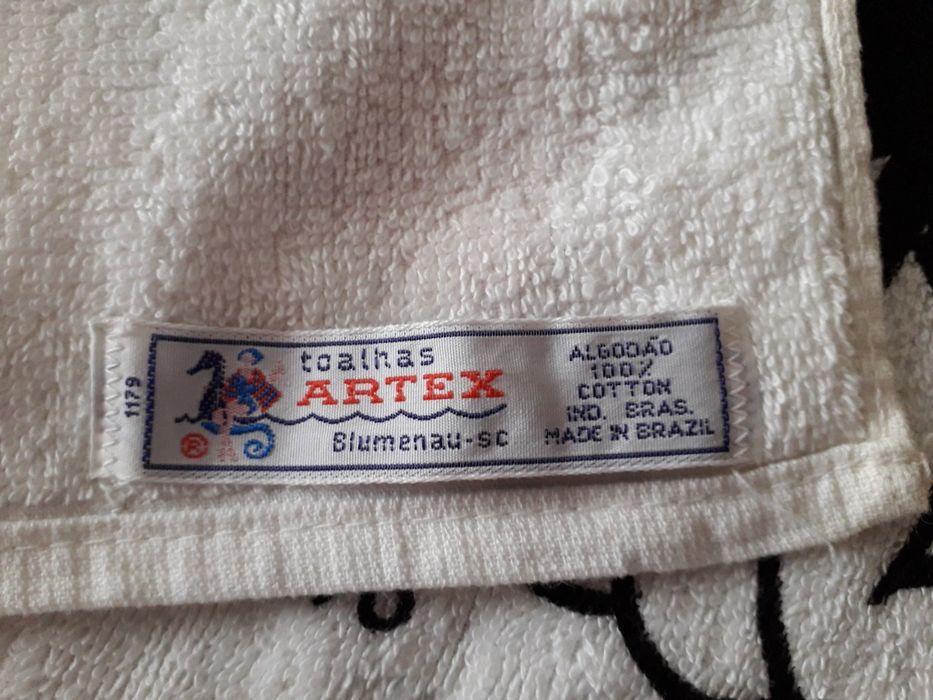 1179
toalhas
ARTEX
Blumenau-SC
®
ALGODÃO
100%
COTTON
IND. BRAS.
MADE IN BRAZIL